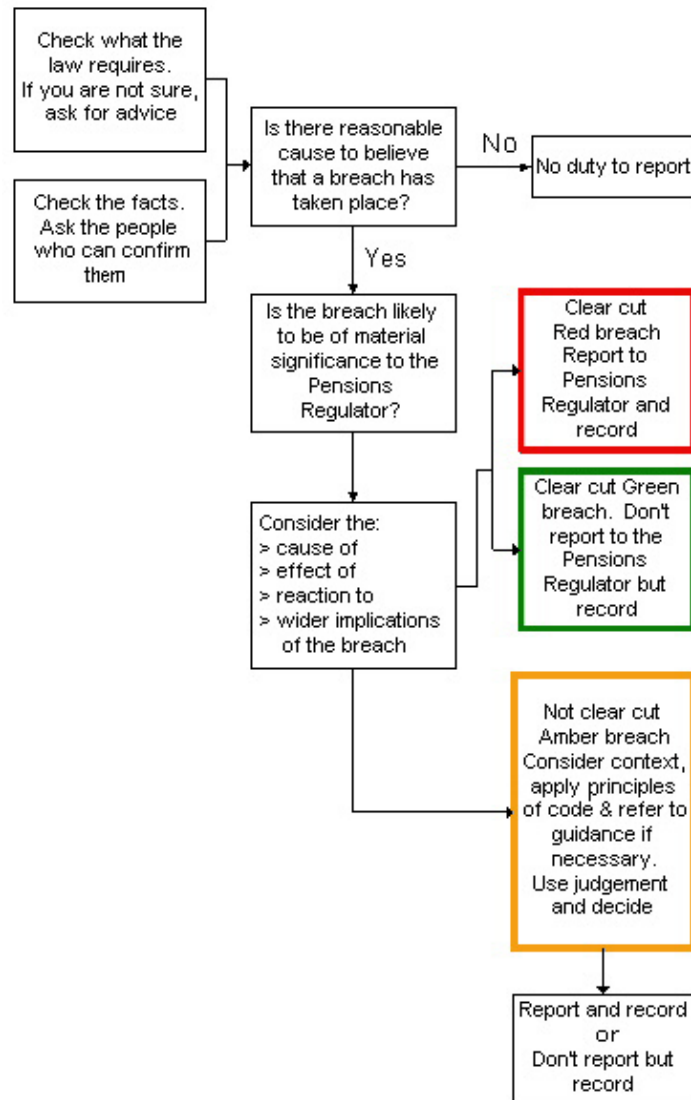 Check what the
law requires.
If you are not sure,
ask for advice
Check the facts.
Ask the people
who can confirm
them
Is there reasonable
cause to believe
that a breach has
taken place?
No
No duty to report
Yes
Is the breach likely
to be of material
significance to the
Pensions
Regulator?
Clear cut
Red breach
Report to
Pensions
Regulator and
record
Clear cut Green
breach. Don't
report to the
Pensions
Regulator but
record
Consider the:
> cause of
> effect of
> reaction to
> wider implications
of the breach
Not clear cut
Amber breach
Consider context,
apply principles
of code & refer to
guidance if
necessary.
Use judgement
and decide
Report and record
or
Don't report but
record